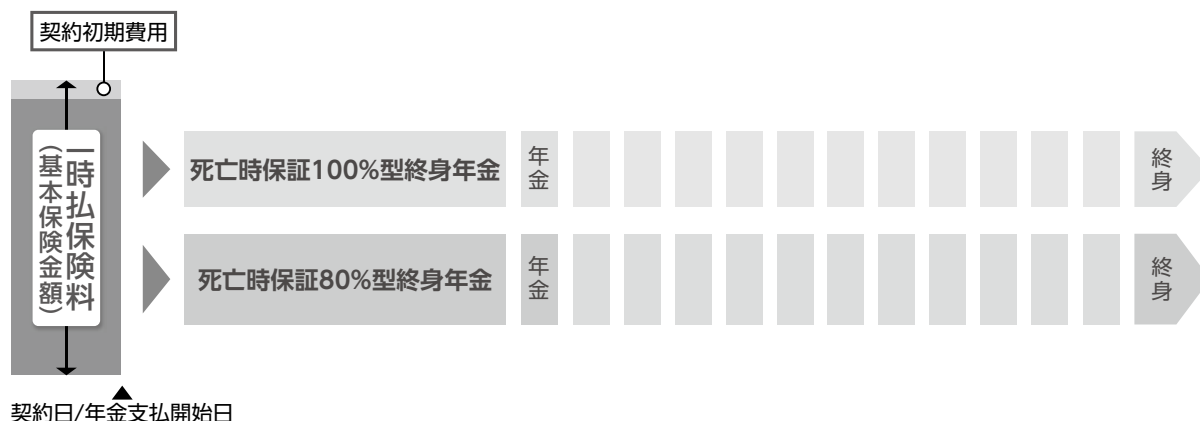 契約初期費用
一時払保険料
(基本保険金額)
死亡時保証100%型終身年金
年金
終身
死亡時保証80%型終身年金
年金
終身
契約日/年金支払開始日